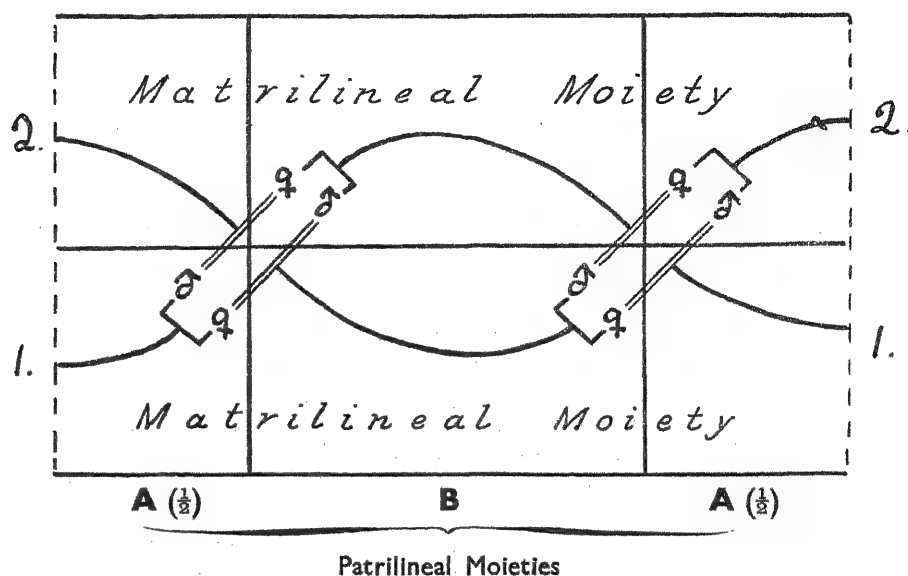 Matrilineal Moiety
2. 2.
♀ ♂ ♀ ♂
♂ ♀ ♂ ♀
1. 1.
Matrilineal Moiety
A (½) B A (½)
Patrilineal Moieties